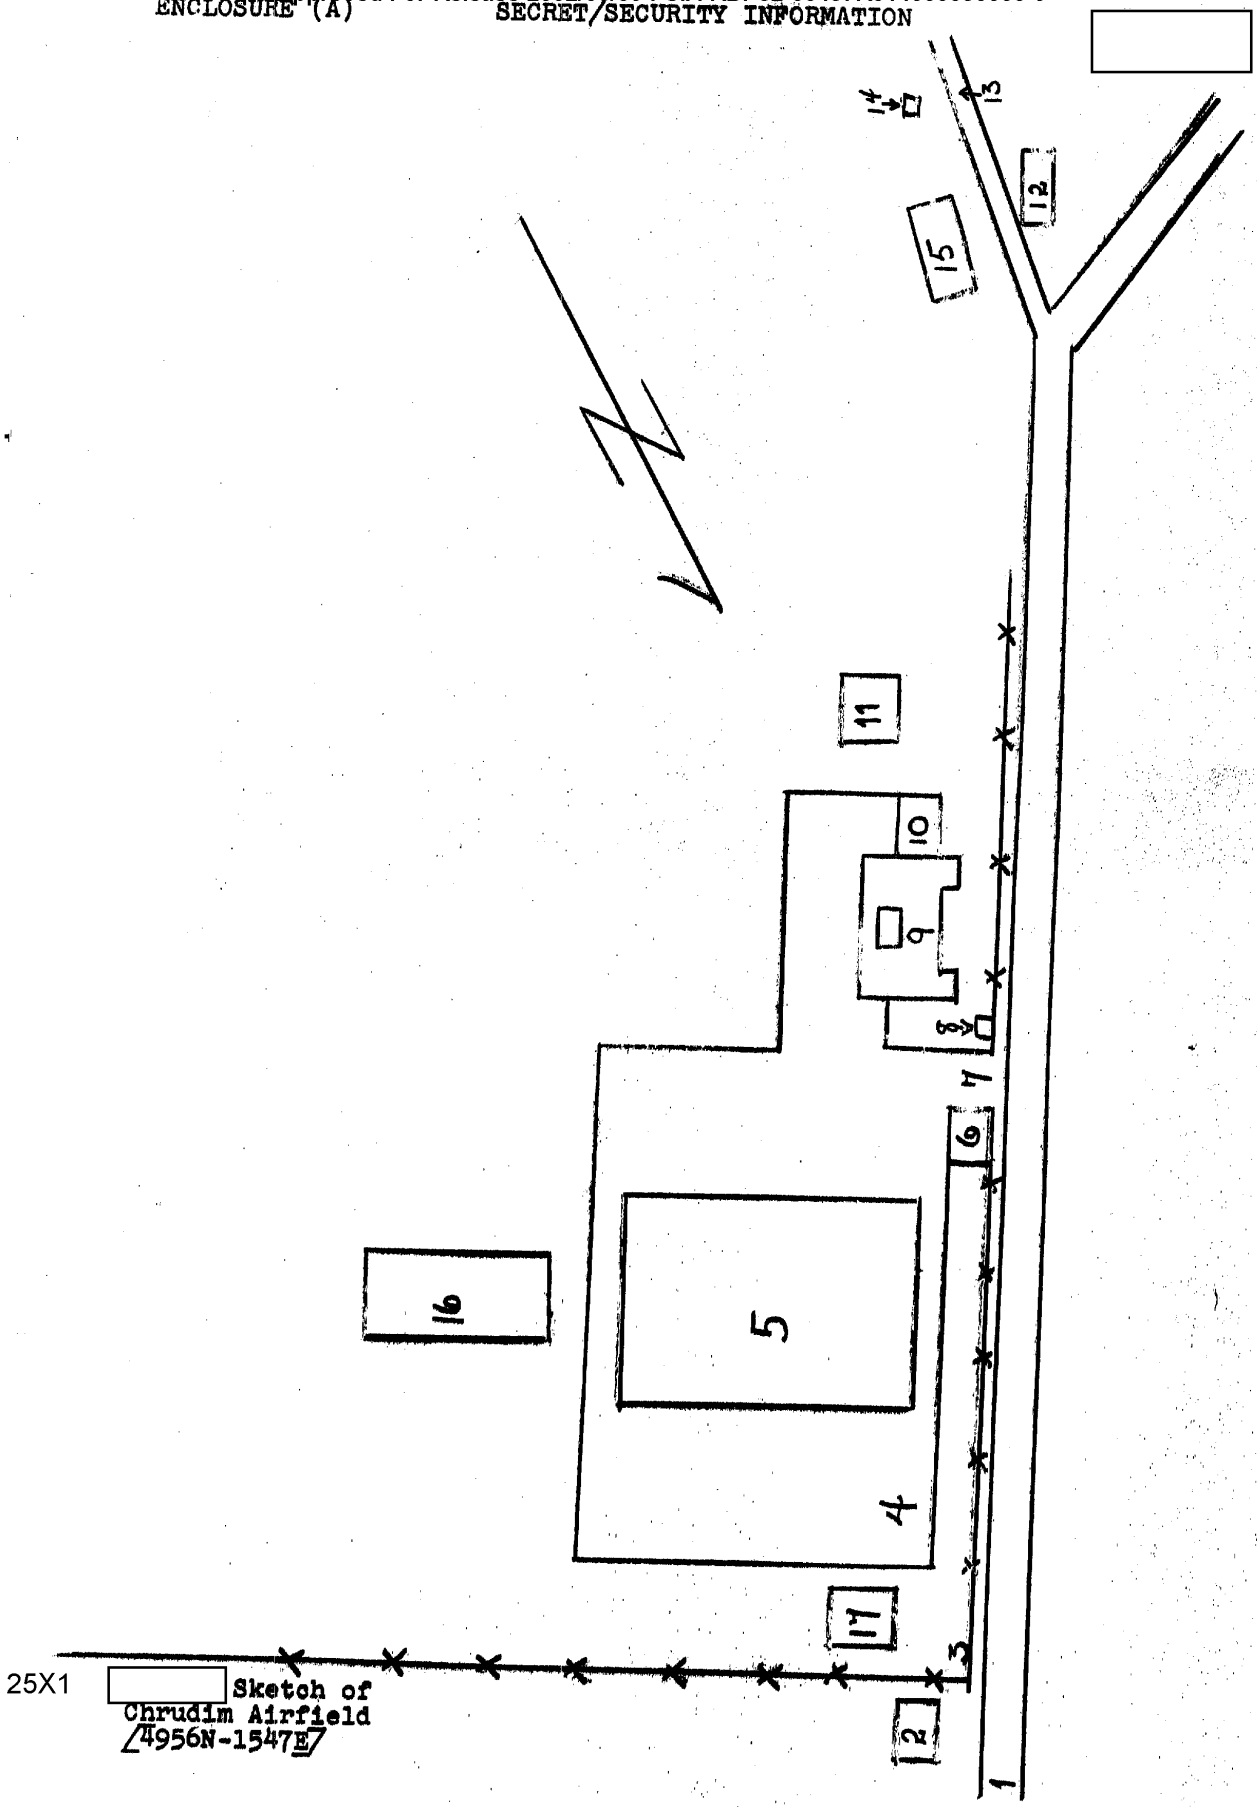 ENCLOSURE (A)
SECRET/SECURITY INFORMATION
14
13
12
15
11
10
9
8
7
6
16
5
4
17
3
25X1
Sketch of
Chrudim Airfield
/4956N-1547E/
2
1